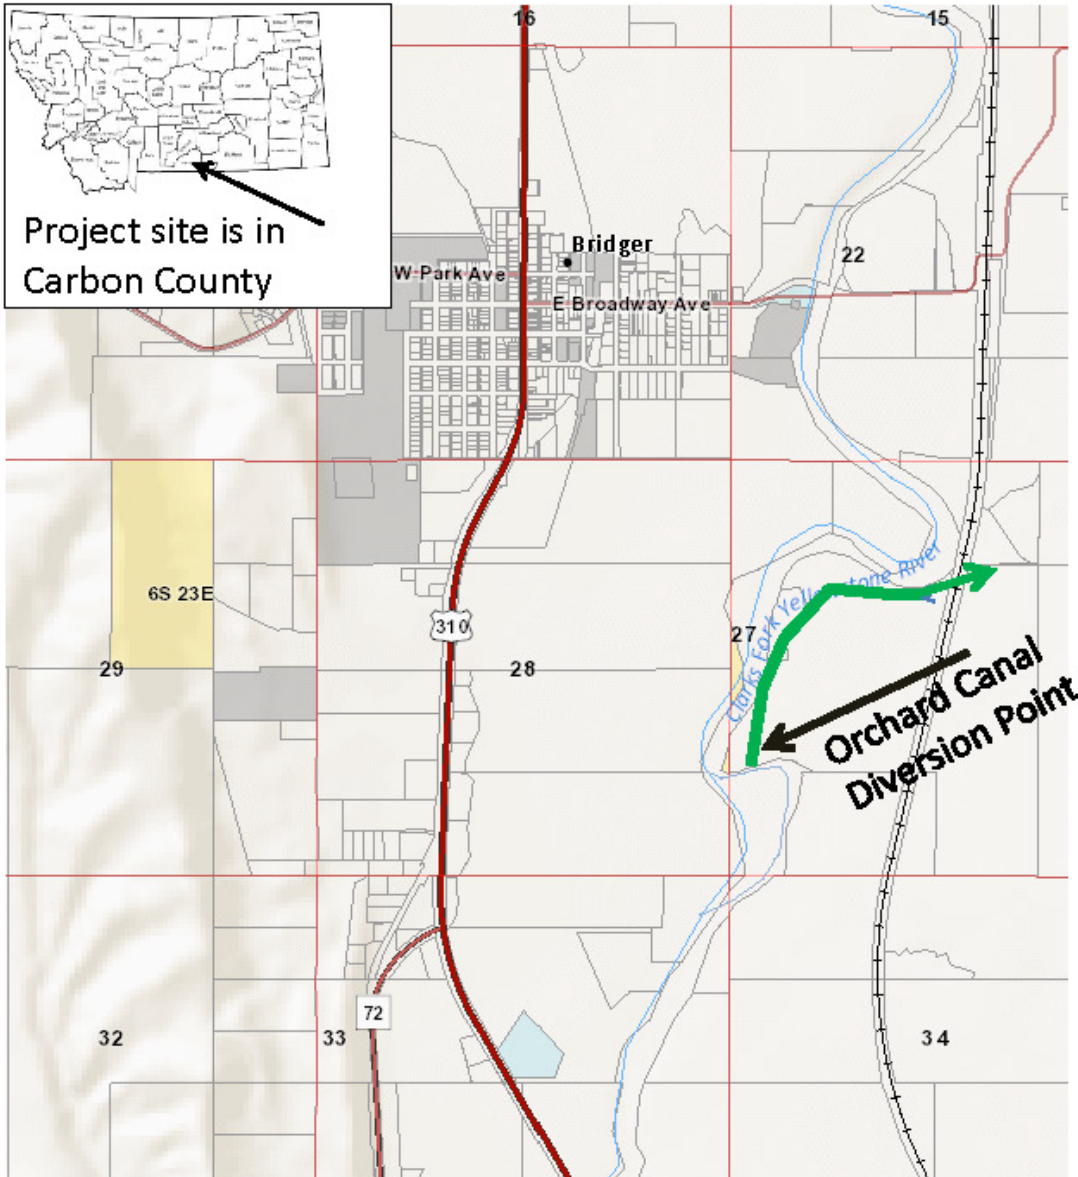 16
15
Project site is in
Carbon County
Bridger
W Park Ave
E Broadway Ave
22
6S 23E
310
27
Clarks Fork Yellowstone River
29
28
Orchard Canal
Diversion Point
72
32
33
34